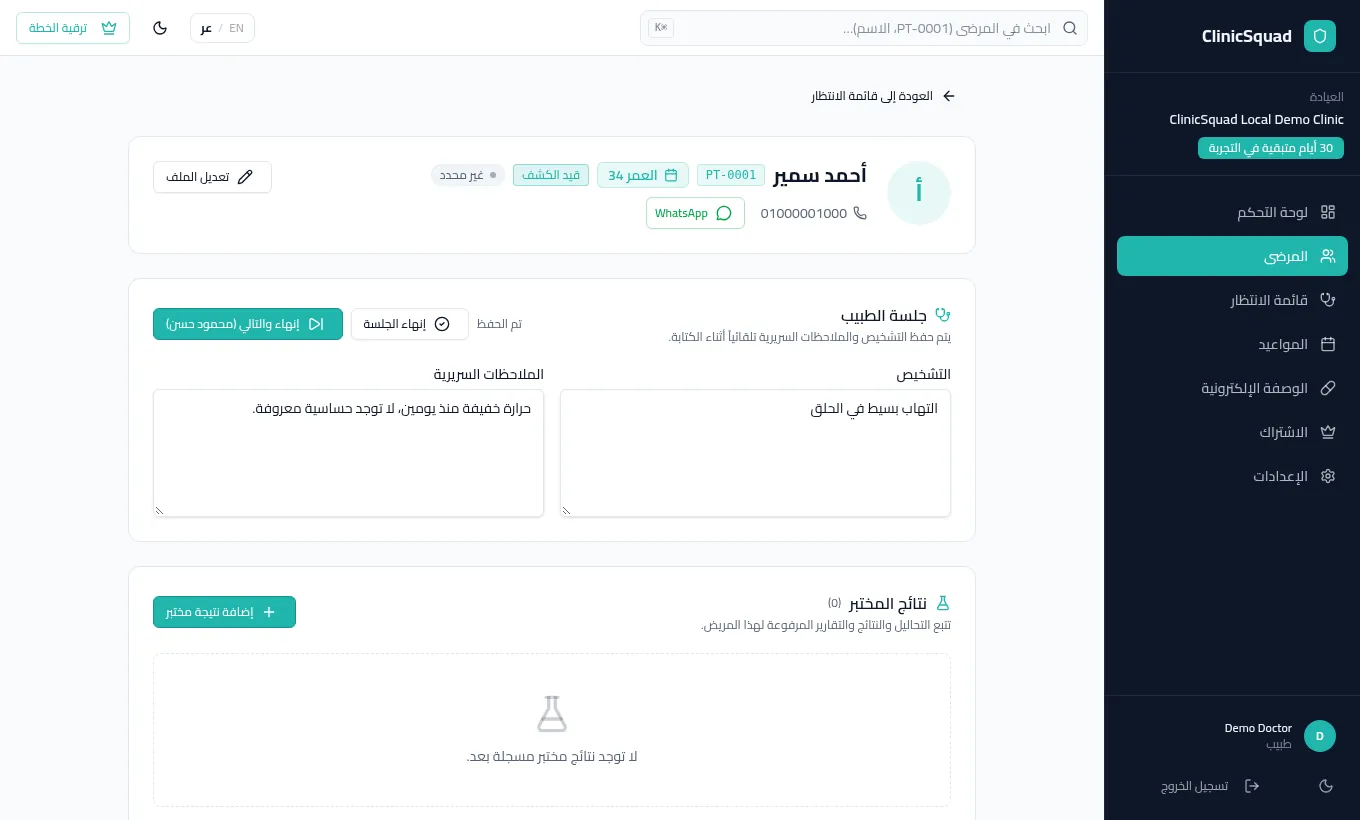 ClinicSquad
العيادة
ClinicSquad Local Demo Clinic
30 أيام متبقية في التجربة
لوحة التحكم
المرضى
قائمة الانتظار
المواعيد
الوصفة الإلكترونية
الاشتراك
الإعدادات
D
Demo Doctor
طبيب
تسجيل الخروج
ابحث في المرضى (PT-0001، الاسم)...
⌘K
EN / عر
ترقية الخطة
العودة إلى قائمة الانتظار
أ
أحمد سمير PT-0001 العمر 34 قيد الكشف غير محدد
تعديل الملف
01000001000 WhatsApp
جلسة الطبيب
يتم حفظ التشخيص والملاحظات السريرية تلقائياً أثناء الكتابة.
تم الحفظ إنهاء الجلسة إنهاء والتالي (محمود حسن)
التشخيص
التهاب بسيط في الحلق
الملاحظات السريرية
حرارة خفيفة منذ يومين، لا توجد حساسية معروفة.
نتائج المختبر (0)
تتبع التحاليل والنتائج والتقارير المرفوعة لهذا المريض.
إضافة نتيجة مختبر
لا توجد نتائج مختبر مسجلة بعد.